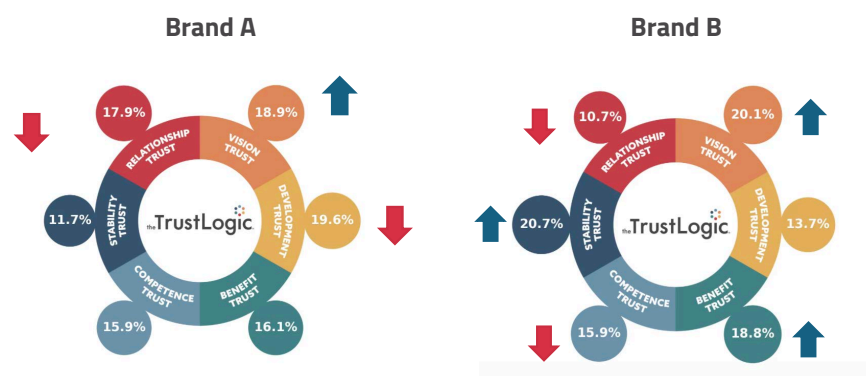 Brand A
17.9%
18.9%
RELATIONSHIP
TRUST
VISION
TRUST
11.7%
STABILITY
TRUST
theTrustLogic
DEVELOPMENT
TRUST
19.6%
COMPETENCE
TRUST
BENEFIT
TRUST
15.9%
16.1%
Brand B
10.7%
20.1%
RELATIONSHIP
TRUST
VISION
TRUST
20.7%
STABILITY
TRUST
theTrustLogic
DEVELOPMENT
TRUST
13.7%
COMPETENCE
TRUST
BENEFIT
TRUST
15.9%
18.8%